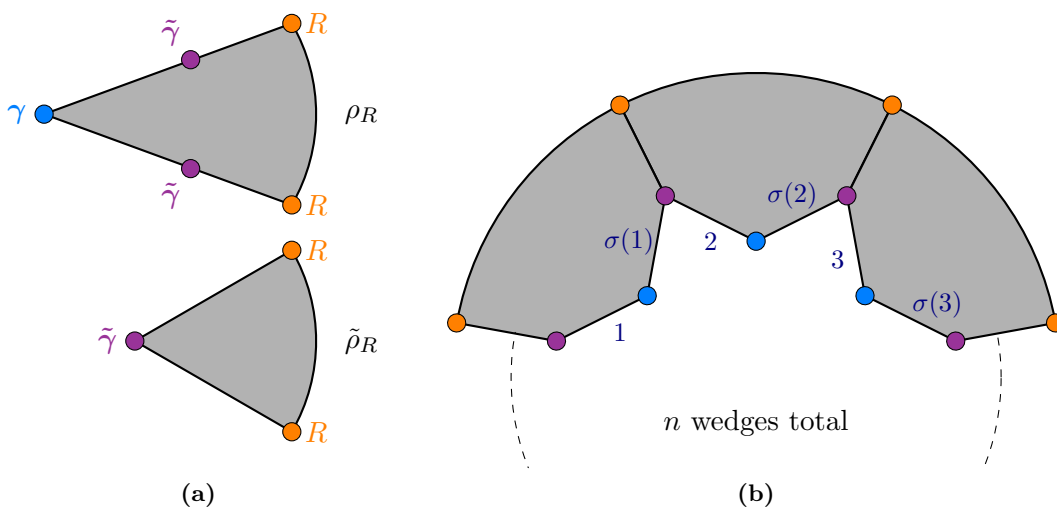 γ̃
R
γ
ρ_R
γ̃
R
R
γ̃
ρ̃_R
R
(a)
σ(1)
2
σ(2)
3
1
σ(3)
n wedges total
(b)